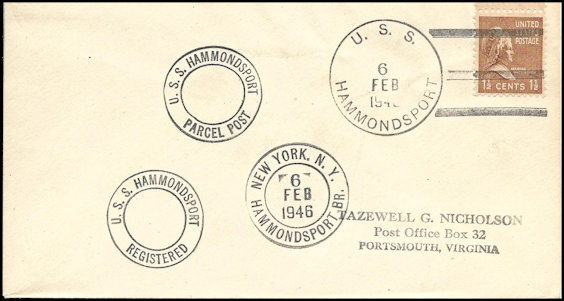 U. S. S.
HAMMONDSPORT
6
FEB
194
UNITED
STATES
POSTAGE
1½ CENTS 1½
U. S. S. HAMMONDSPORT
PARCEL POST
U. S. S. HAMMONDSPORT
REGISTERED
NEW YORK, N. Y.
6
FEB
1946
HAMMONDSPORT BR.
TAZEWELL G. NICHOLSON
Post Office Box 32
PORTSMOUTH, VIRGINIA